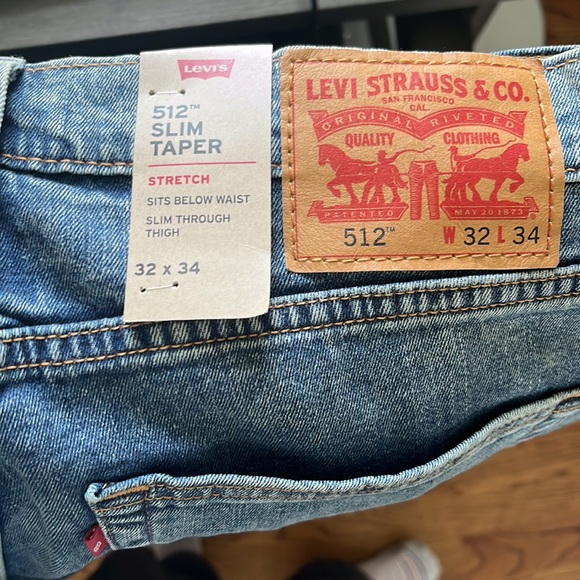 Levi's
512™
SLIM
TAPER
STRETCH
SITS BELOW WAIST
SLIM THROUGH
THIGH
32 x 34
LEVI STRAUSS & CO.
SAN FRANCISCO
CAL.
ORIGINAL RIVETED
QUALITY CLOTHING
PATENTED MAY 20 1873
512™ W 32 L 34